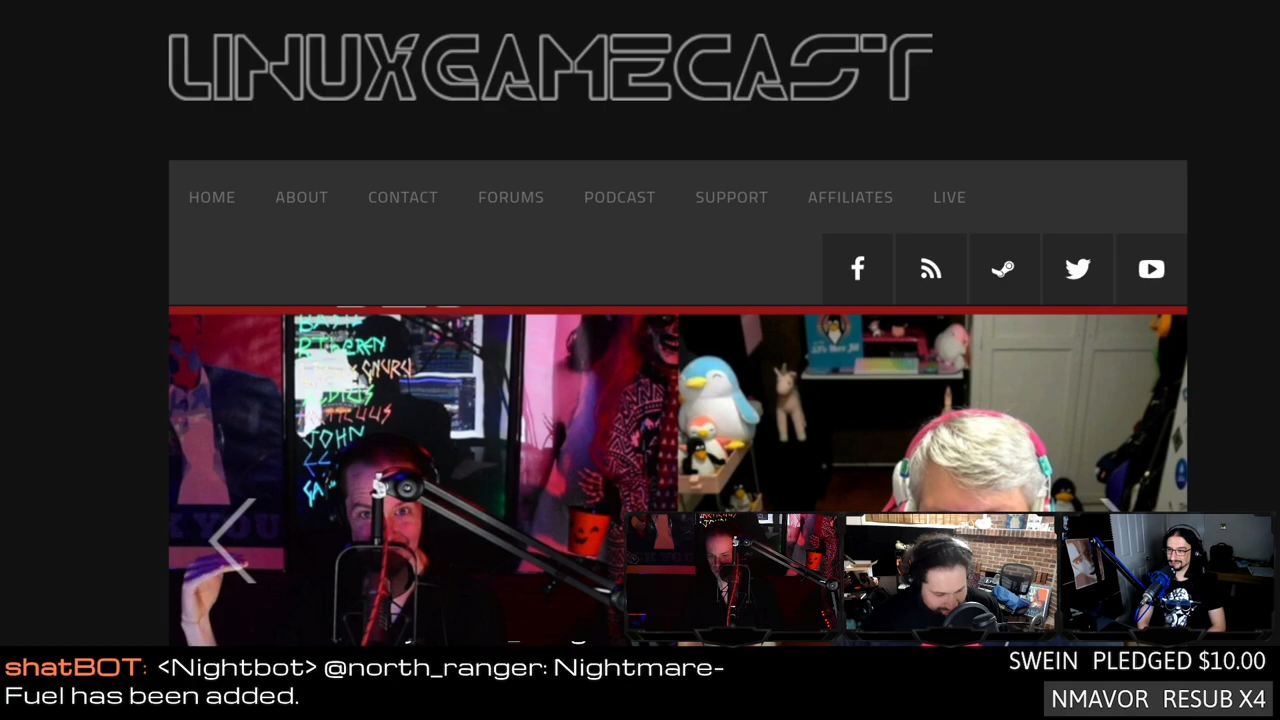 LINUXGAMECAST
HOME ABOUT CONTACT FORUMS PODCAST SUPPORT AFFILIATES LIVE
JOHN
shatBOT: <Nightbot> @north_ranger: Nightmare-
Fuel has been added.
SWEIN PLEDGED $10.00
NMAVOR RESUB X4